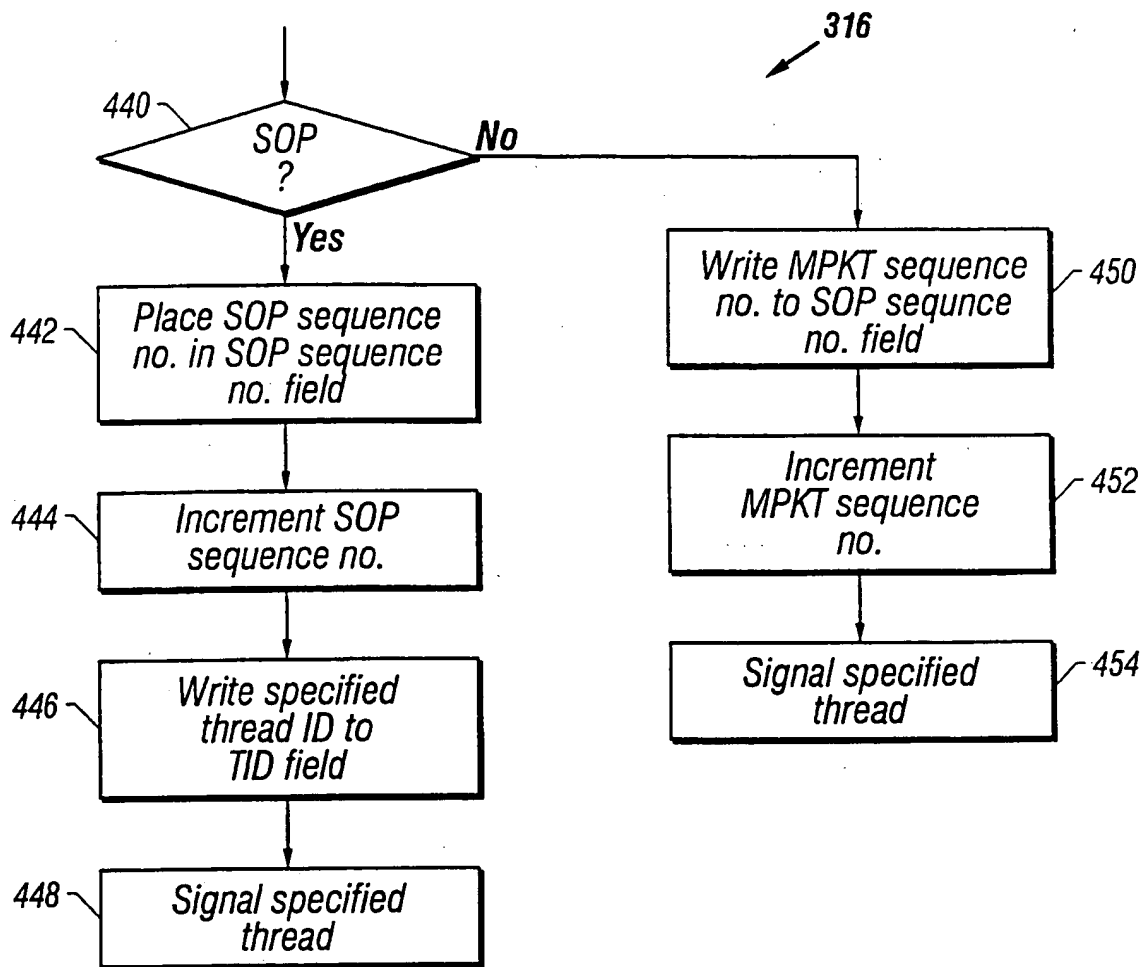 316
440
SOP
?
No
Yes
442
Place SOP sequence
no. in SOP sequence
no. field
444
Increment SOP
sequence no.
446
Write specified
thread ID to
TID field
448
Signal specified
thread
Write MPKT sequence
no. to SOP sequnce
no. field
450
Increment
MPKT sequence
no.
452
Signal specified
thread
454